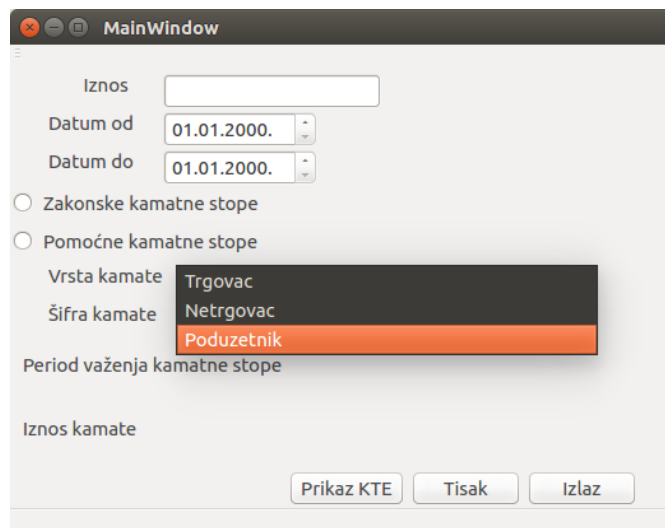 MainWindow
Iznos
Datum od 01.01.2000.
Datum do 01.01.2000.
Zakonske kamatne stope
Pomoćne kamatne stope
Vrsta kamate Trgovac
Netrgovac
Šifra kamate
Poduzetnik
Period važenja kamatne stope
Iznos kamate
Prikaz KTE Tisak Izlaz